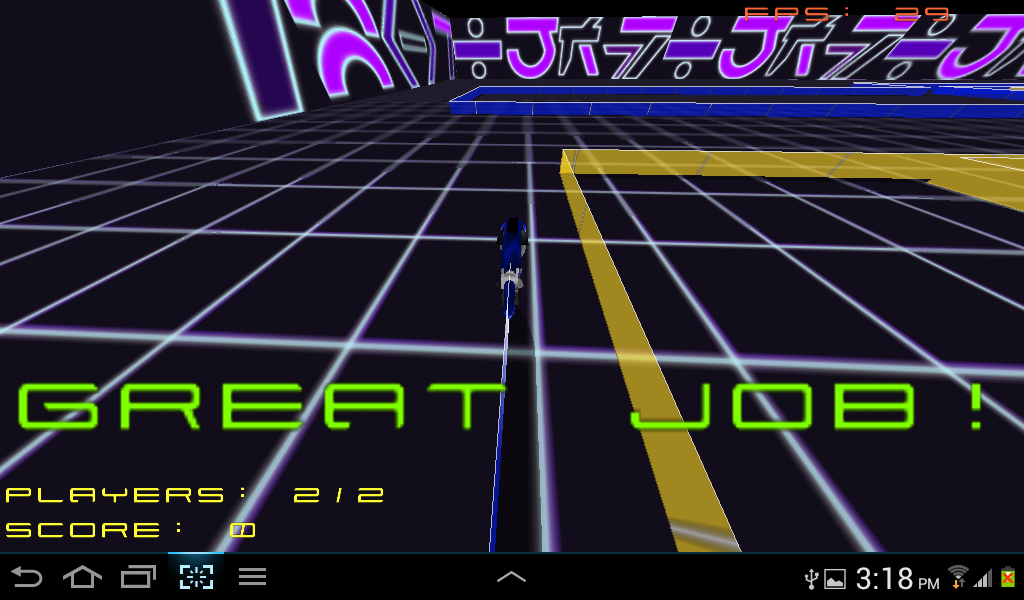 FPS: 29
GREAT JOB!
PLAYERS: 2/2
SCORE: 0
3:18 PM